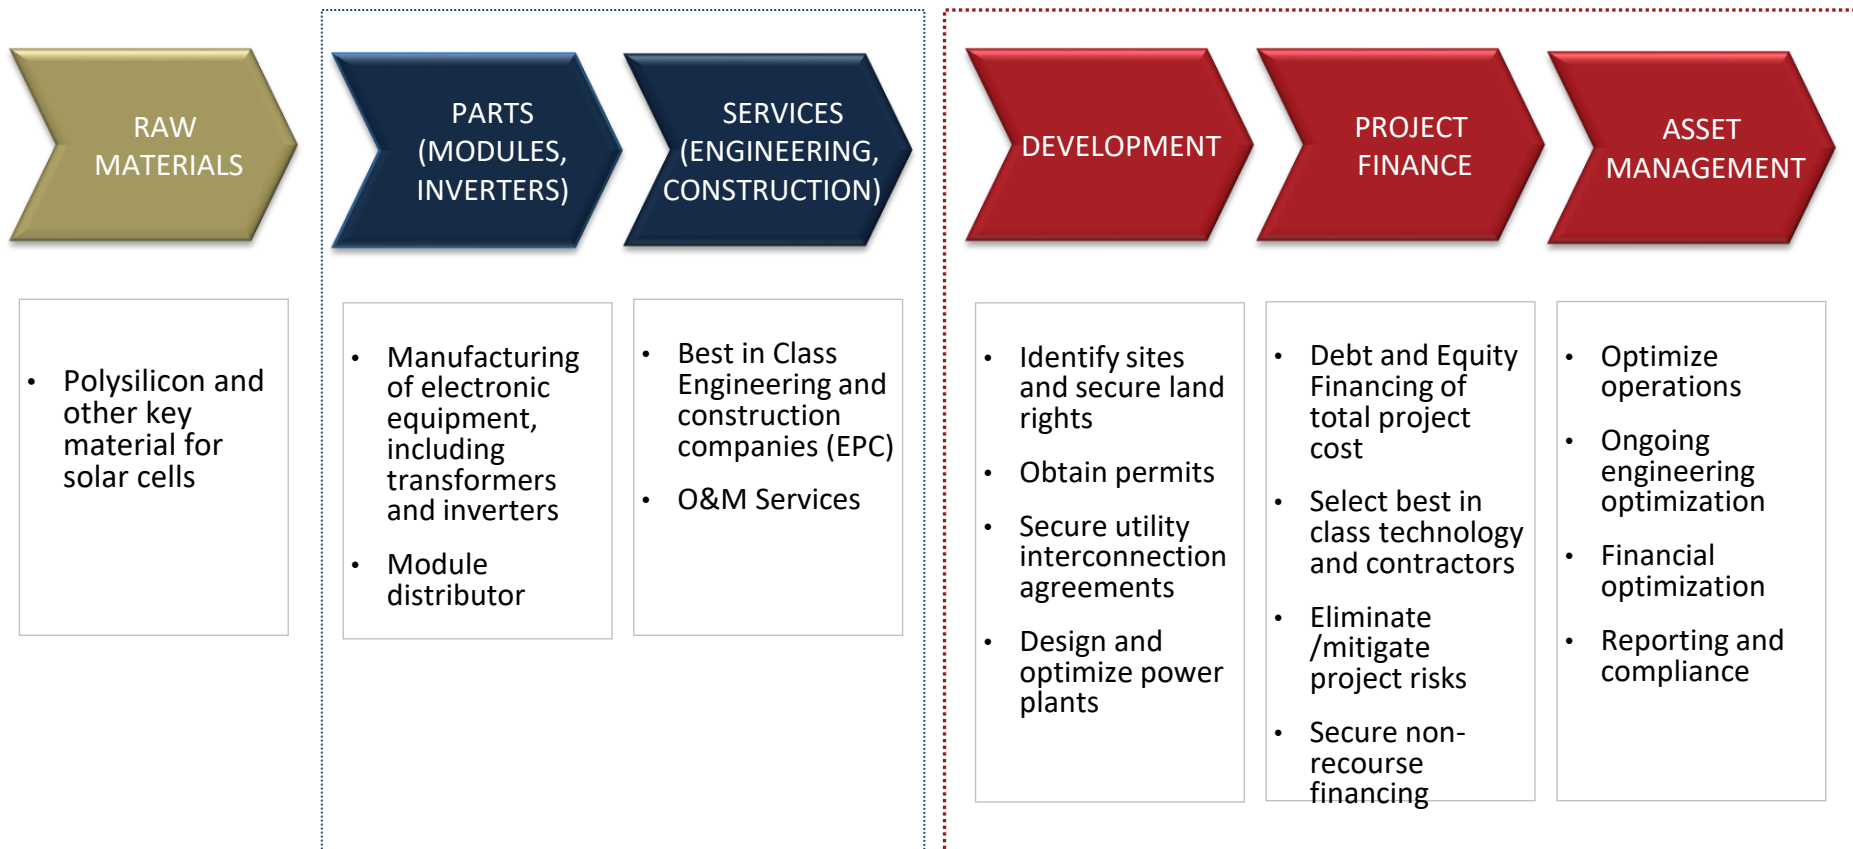 RAW
MATERIALS
PARTS
(MODULES,
INVERTERS)
SERVICES
(ENGINEERING,
CONSTRUCTION)
DEVELOPMENT
PROJECT
FINANCE
ASSET
MANAGEMENT
• Polysilicon and
other key
material for
solar cells
• Manufacturing
of electronic
equipment,
including
transformers
and inverters
• Module
distributor
• Best in Class
Engineering and
construction
companies (EPC)
• O&M Services
• Identify sites
and secure land
rights
• Obtain permits
• Secure utility
interconnection
agreements
• Design and
optimize power
plants
• Debt and Equity
Financing of
total project
cost
• Select best in
class technology
and contractors
• Eliminate
/mitigate
project risks
• Secure non-
recourse
financing
• Optimize
operations
• Ongoing
engineering
optimization
• Financial
optimization
• Reporting and
compliance